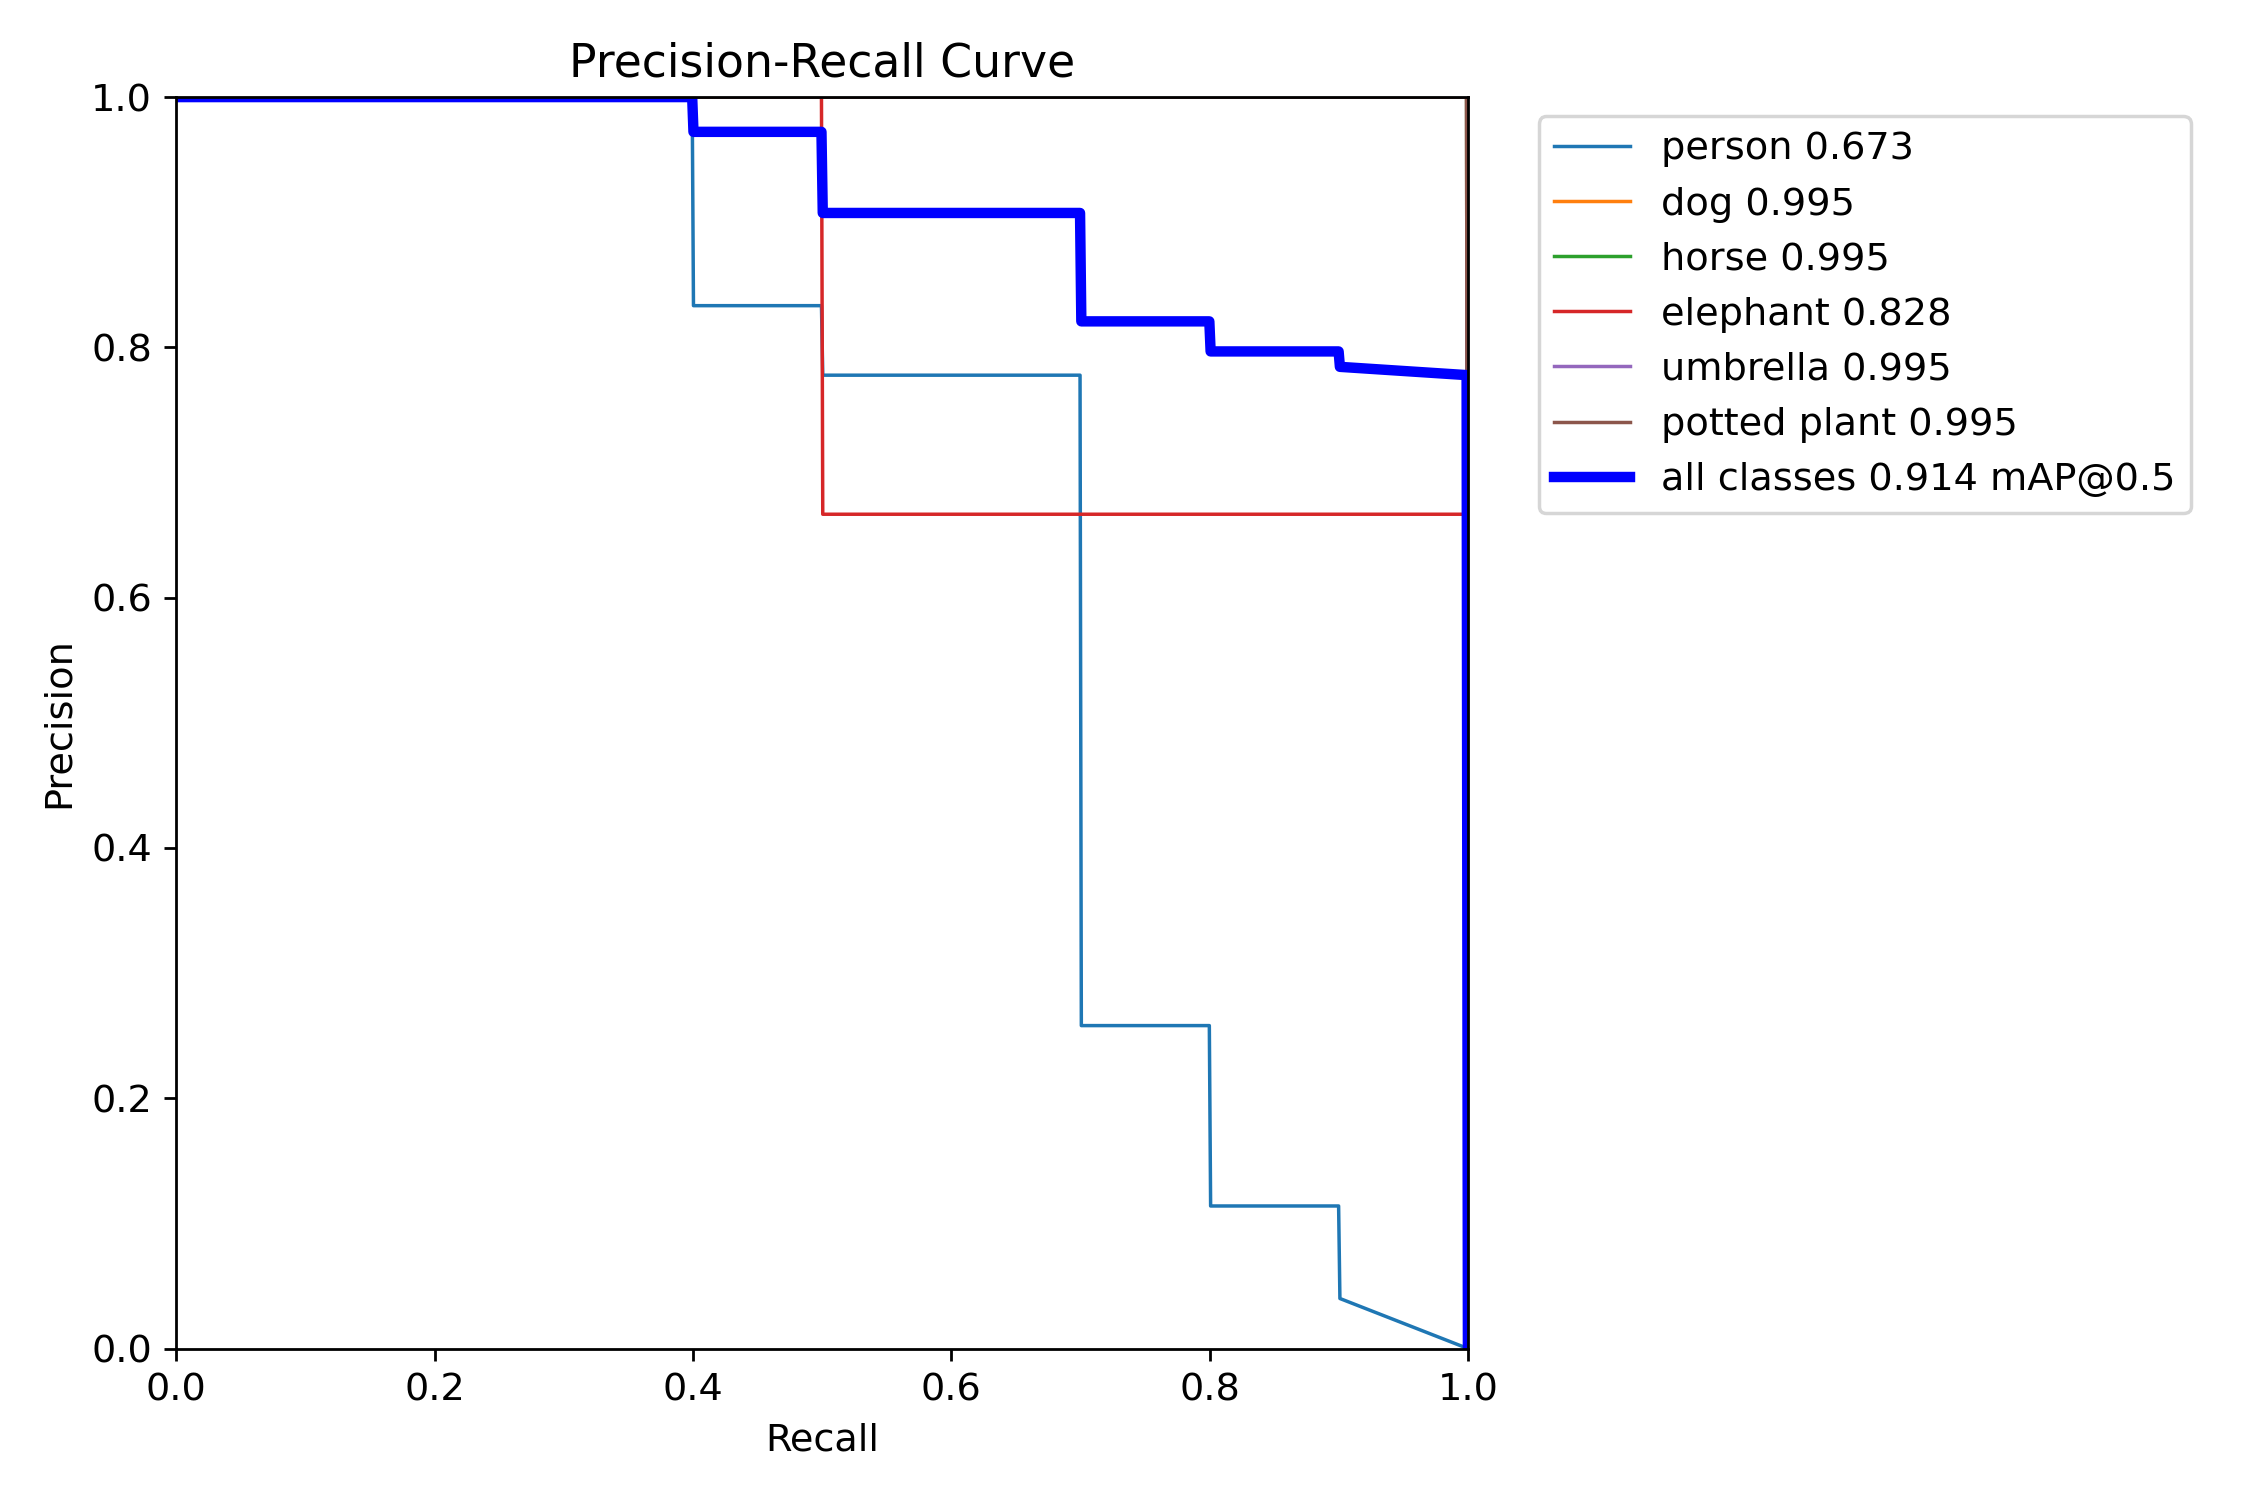 Precision-Recall Curve
1.0
0.8
0.6
0.4
0.2
0.0
Precision
0.0 0.2 0.4 0.6 0.8 1.0
Recall
person 0.673
dog 0.995
horse 0.995
elephant 0.828
umbrella 0.995
potted plant 0.995
all classes 0.914 mAP@0.5